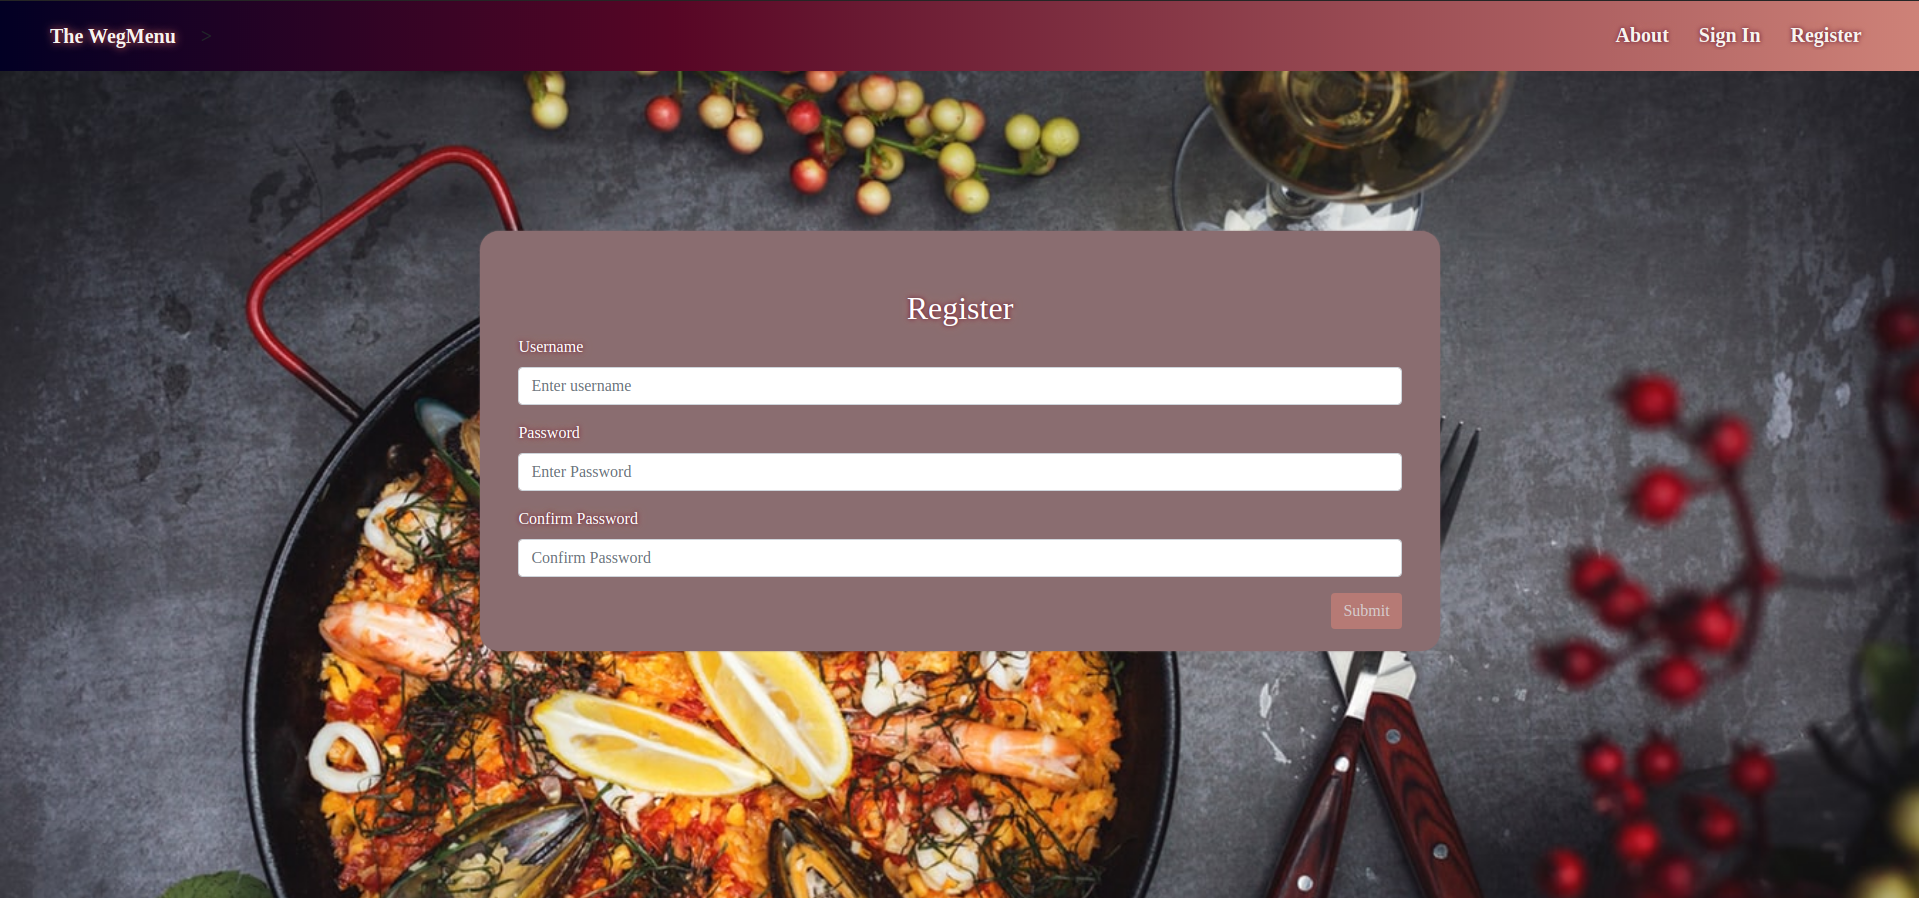 The WegMenu > About Sign In Register
Register
Username
Enter username
Password
Enter Password
Confirm Password
Confirm Password
Submit